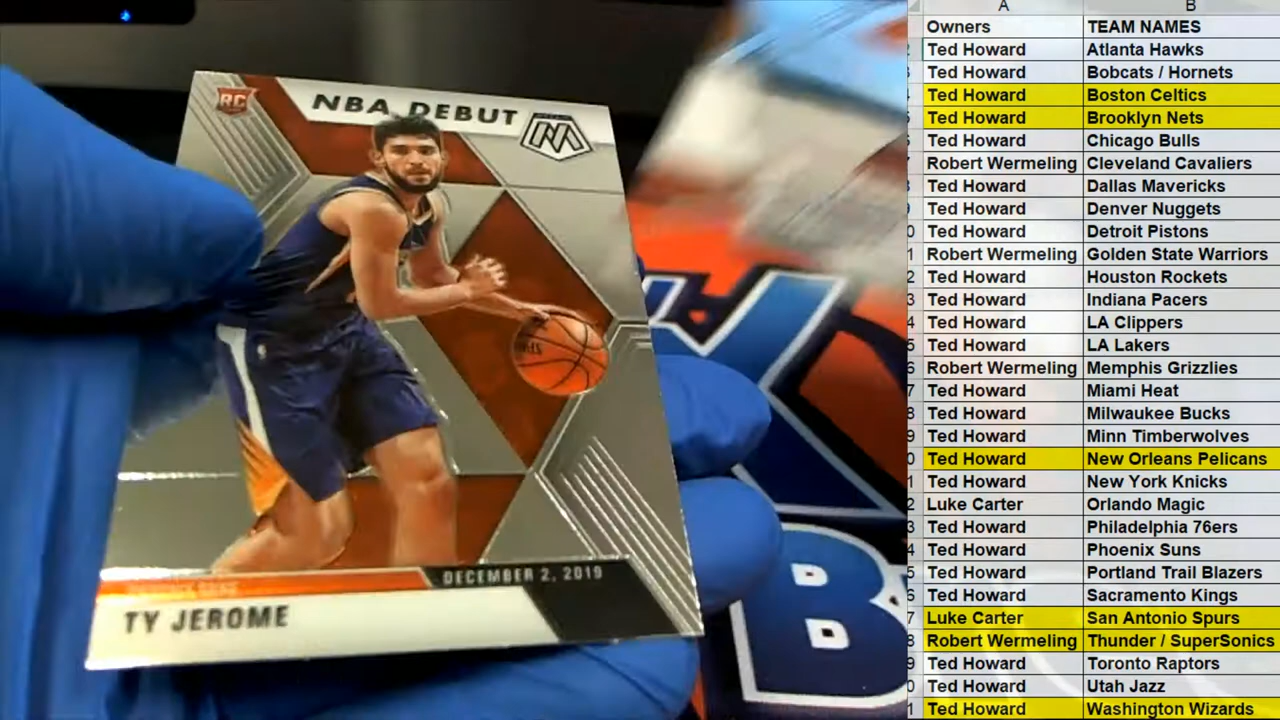 RC
NBA DEBUT
DECEMBER 2, 2019
TY JEROME
B
A B
Owners TEAM NAMES
Ted Howard Atlanta Hawks
Ted Howard Bobcats / Hornets
Ted Howard Boston Celtics
Ted Howard Brooklyn Nets
Ted Howard Chicago Bulls
Robert Wermeling Cleveland Cavaliers
Ted Howard Dallas Mavericks
Ted Howard Denver Nuggets
Ted Howard Detroit Pistons
Robert Wermeling Golden State Warriors
Ted Howard Houston Rockets
Ted Howard Indiana Pacers
Ted Howard LA Clippers
Ted Howard LA Lakers
Robert Wermeling Memphis Grizzlies
Ted Howard Miami Heat
Ted Howard Milwaukee Bucks
Ted Howard Minn Timberwolves
Ted Howard New Orleans Pelicans
Ted Howard New York Knicks
Luke Carter Orlando Magic
Ted Howard Philadelphia 76ers
Ted Howard Phoenix Suns
Ted Howard Portland Trail Blazers
Ted Howard Sacramento Kings
Luke Carter San Antonio Spurs
Robert Wermeling Thunder / SuperSonics
Ted Howard Toronto Raptors
Ted Howard Utah Jazz
Ted Howard Washington Wizards